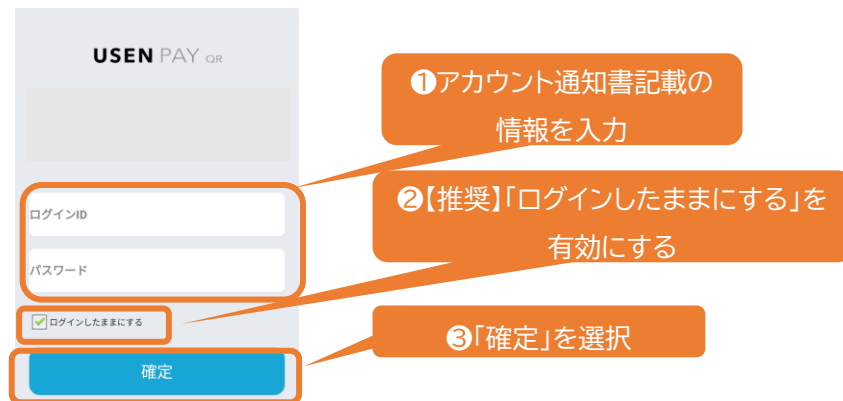 USEN PAY QR
❶アカウント通知書記載の
情報を入力
❷【推奨】「ログインしたままにする」を
有効にする
ログインID
パスワード
ログインしたままにする
❸「確定」を選択
確定